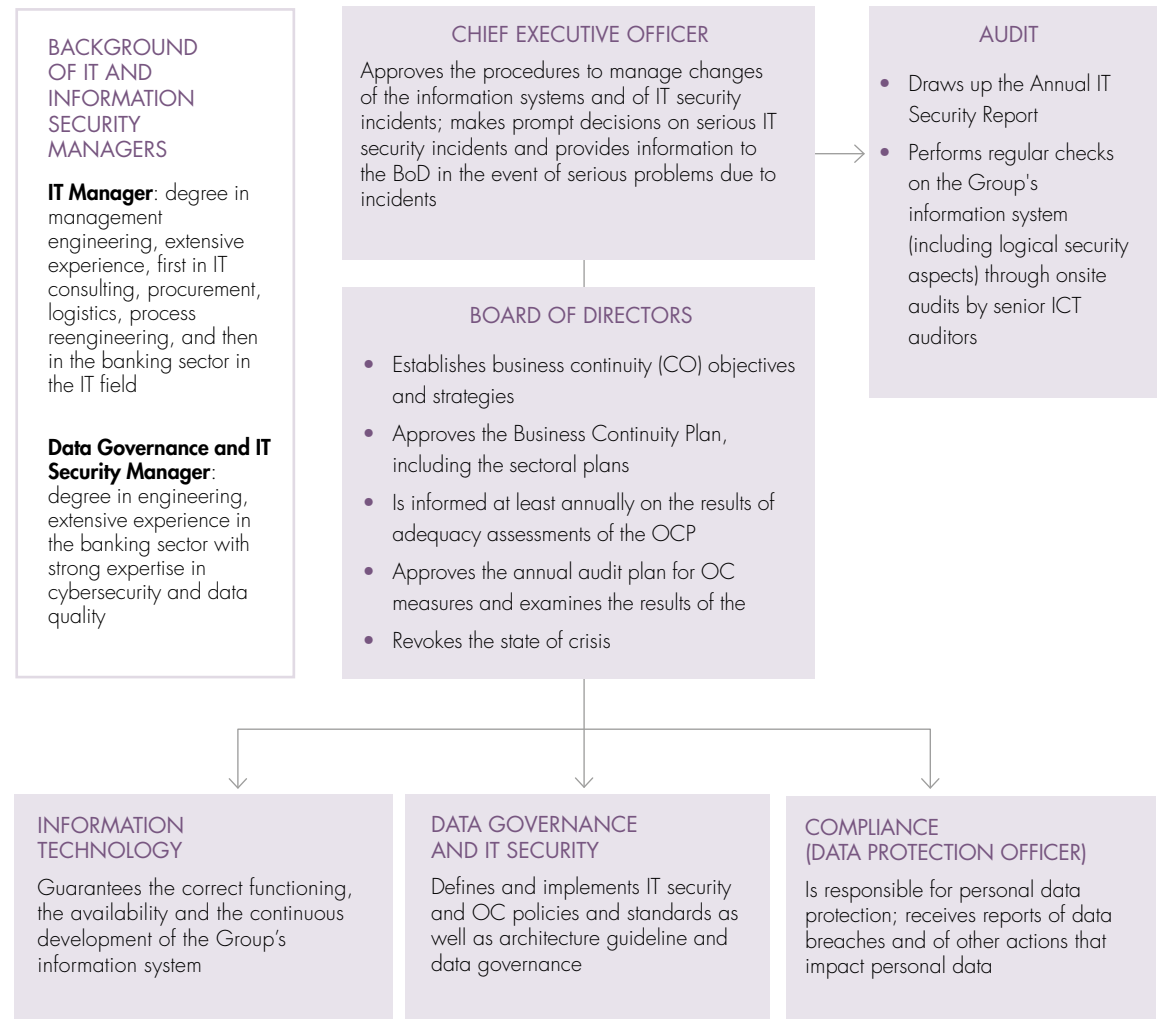 BACKGROUND
OF IT AND
INFORMATION
SECURITY
MANAGERS
IT Manager: degree in
management
engineering, extensive
experience, first in IT
consulting, procurement,
logistics, process
reengineering, and then
in the banking sector in
the IT field
Data Governance and IT
Security Manager:
degree in engineering,
extensive experience in
the banking sector with
strong expertise in
cybersecurity and data
quality
CHIEF EXECUTIVE OFFICER
Approves the procedures to manage changes
of the information systems and of IT security
incidents; makes prompt decisions on serious IT
security incidents and provides information to
the BoD in the event of serious problems due to
incidents
AUDIT
• Draws up the Annual IT
Security Report
• Performs regular checks
on the Group's
information system
(including logical security
aspects) through onsite
audits by senior ICT
auditors
BOARD OF DIRECTORS
• Establishes business continuity (CO) objectives
and strategies
• Approves the Business Continuity Plan,
including the sectoral plans
• Is informed at least annually on the results of
adequacy assessments of the OCP
• Approves the annual audit plan for OC
measures and examines the results of the
• Revokes the state of crisis
INFORMATION
TECHNOLOGY
Guarantees the correct functioning,
the availability and the continuous
development of the Group's
information system
DATA GOVERNANCE
AND IT SECURITY
Defines and implements IT security
and OC policies and standards as
well as architecture guideline and
data governance
COMPLIANCE
(DATA PROTECTION OFFICER)
Is responsible for personal data
protection; receives reports of data
breaches and of other actions that
impact personal data